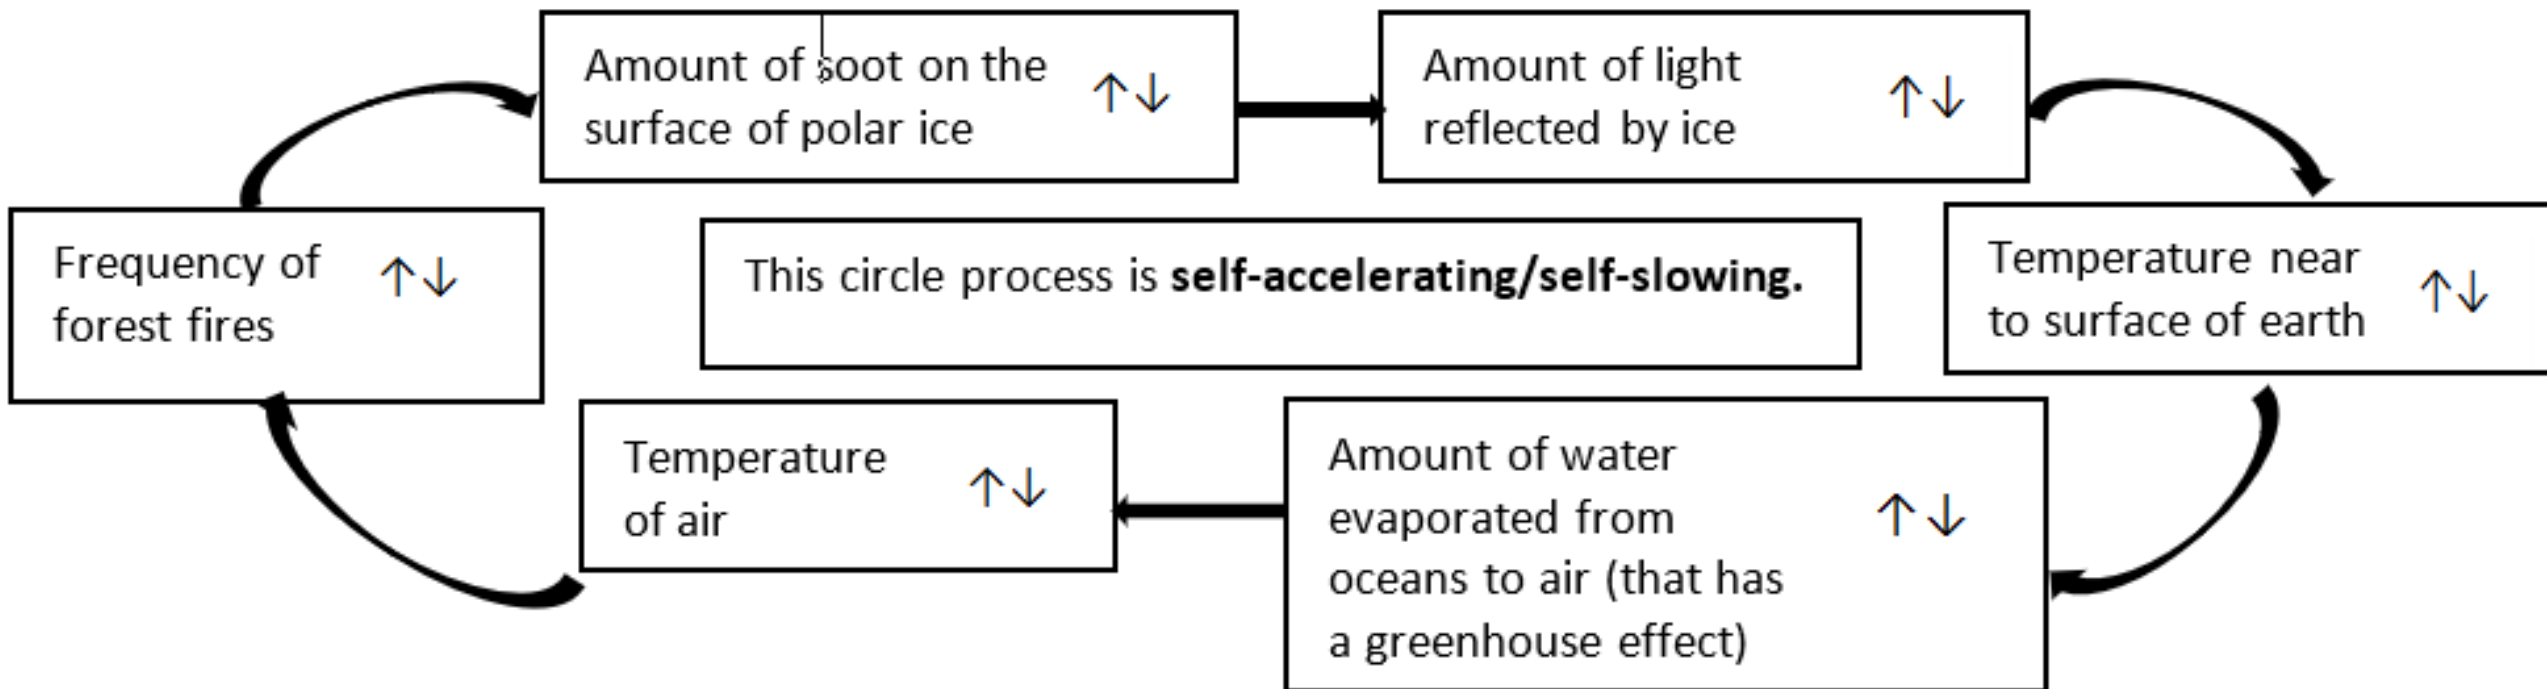 Amount of soot on the ↑↓
surface of polar ice
Amount of light ↑↓
reflected by ice
Frequency of ↑↓
forest fires
This circle process is self-accelerating/self-slowing.
Temperature near ↑↓
to surface of earth
Temperature ↑↓
of air
Amount of water
evaporated from ↑↓
oceans to air (that has
a greenhouse effect)